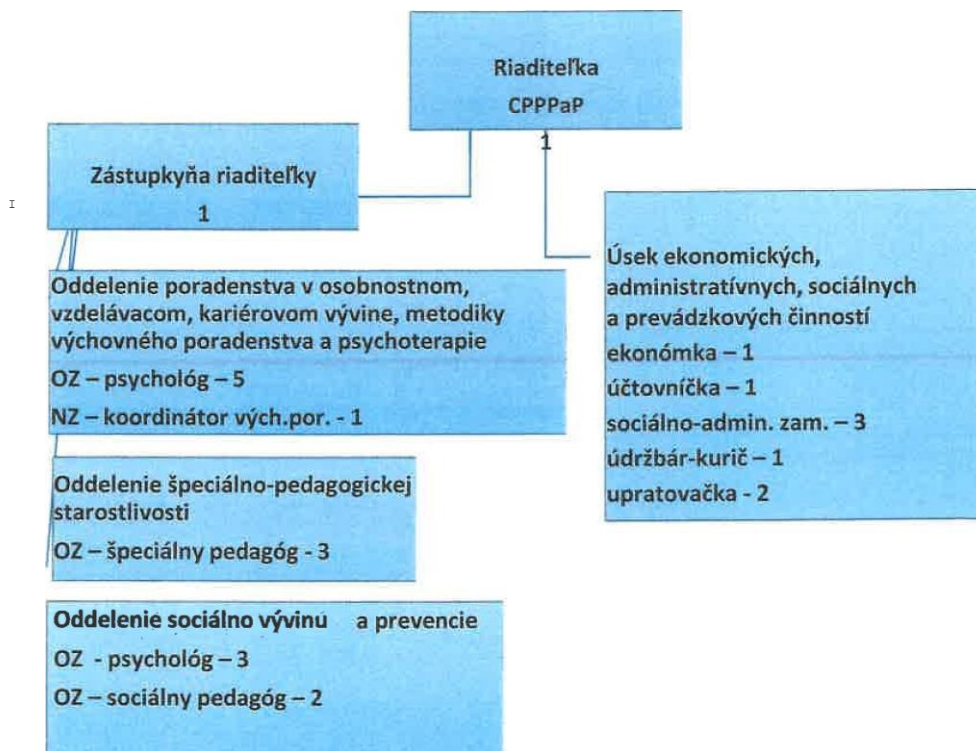 Riaditeľka
CPPPaP
1
Zástupkyňa riaditeľky
1
Oddelenie poradenstva v osobnostnom,
vzdelávacom, kariérovom vývine, metodiky
výchovného poradenstva a psychoterapie
OZ – psychológ – 5
NZ – koordinátor vých.por. - 1
Oddelenie špeciálno-pedagogickej
starostlivosti
OZ – špeciálny pedagóg - 3
Oddelenie sociálno vývinu a prevencie
OZ - psychológ – 3
OZ – sociálny pedagóg – 2
Úsek ekonomických,
administratívnych, sociálnych
a prevádzkových činností
ekonómka – 1
účtovníčka – 1
sociálno-admin. zam. – 3
údržbár-kurič – 1
upratovačka - 2
I